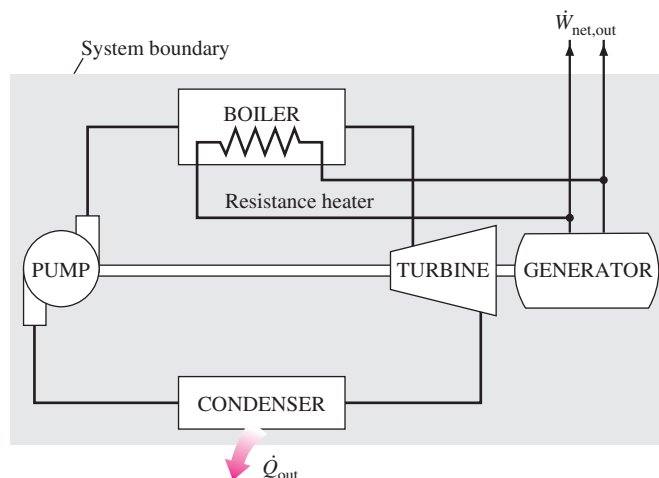 Ẇnet,out
System boundary
BOILER
Resistance heater
PUMP
TURBINE
GENERATOR
CONDENSER
Q̇out